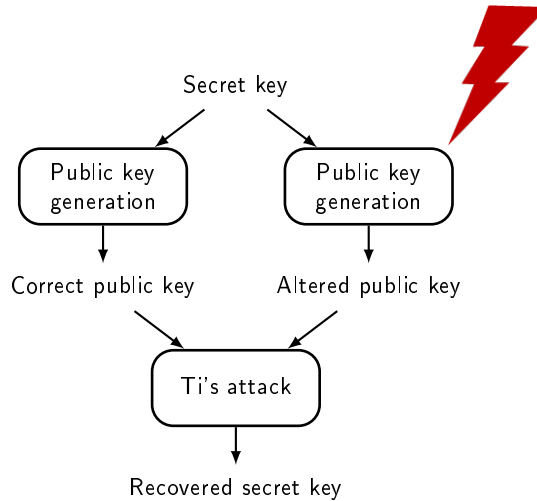 Secret key
Public key
generation
Public key
generation
Correct public key
Altered public key
Ti's attack
Recovered secret key